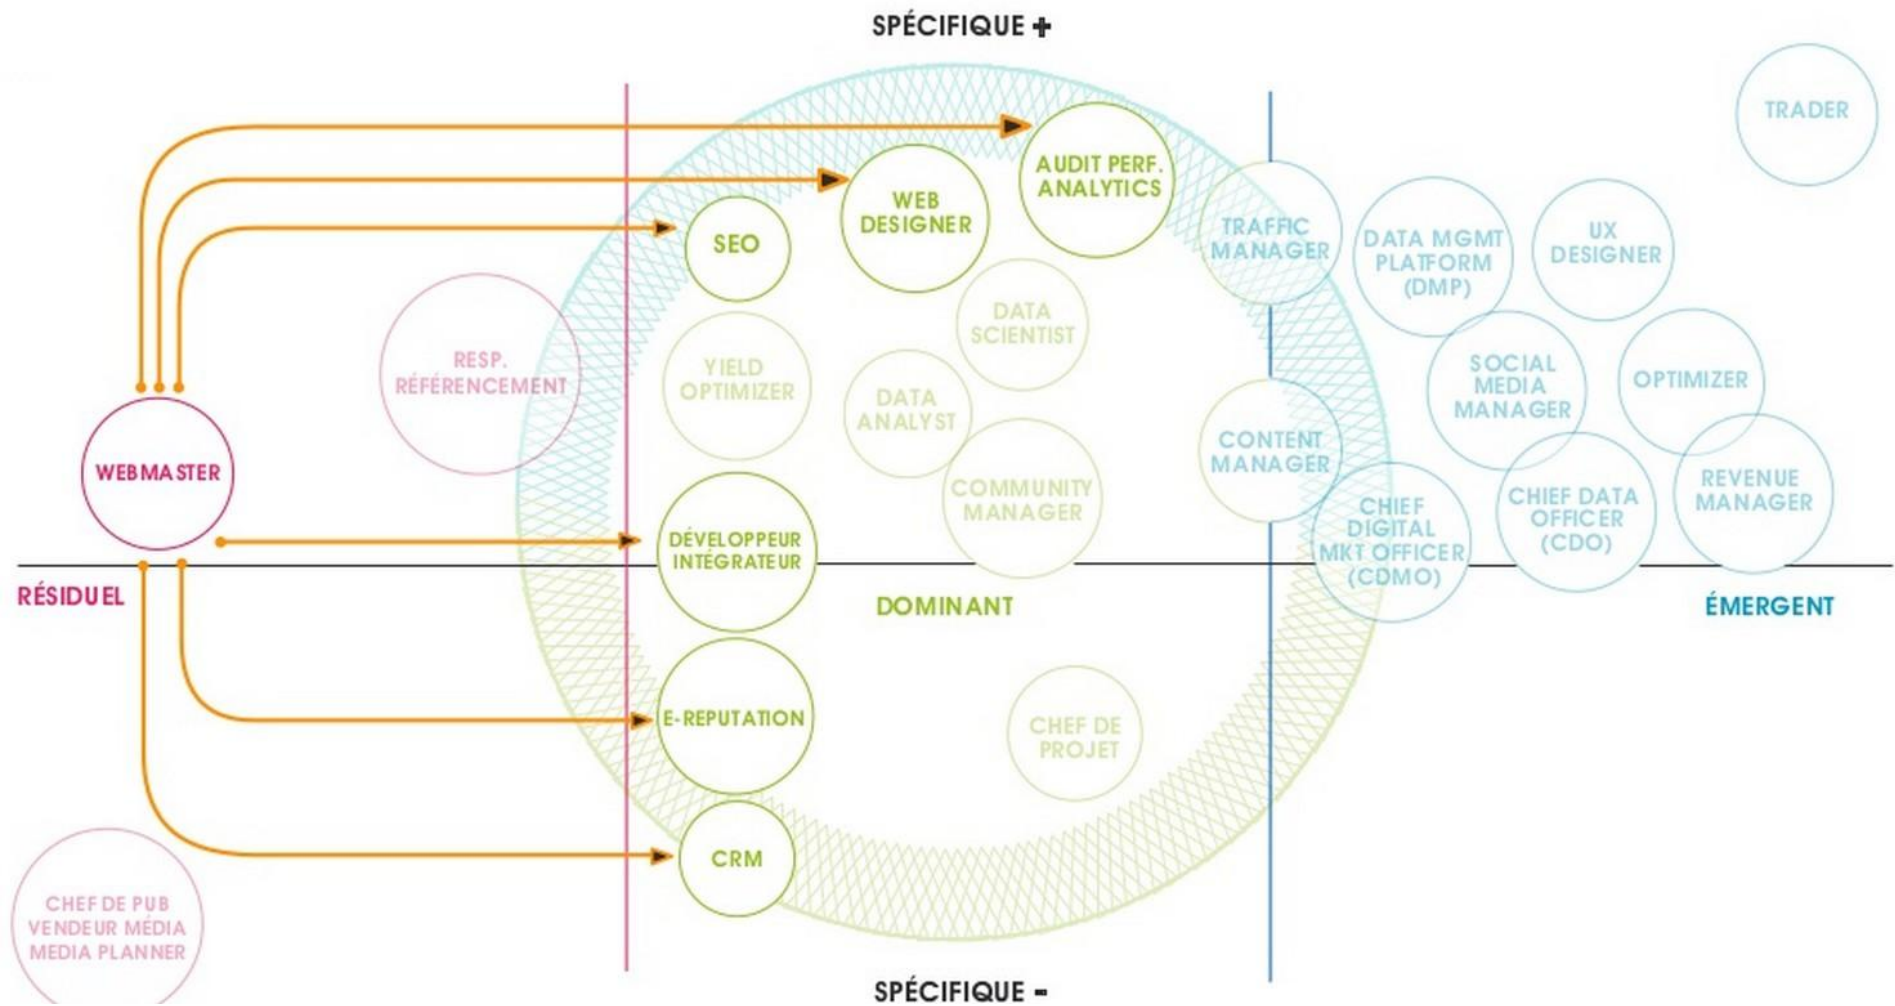 SPÉCIFIQUE +
TRADER
AUDIT PERF.
ANALYTICS
WEB
DESIGNER
SEO
TRAFFIC
MANAGER
DATA MGMT
PLATFORM
(DMP)
UX
DESIGNER
RESP.
RÉFÉRENCEMENT
YIELD
OPTIMIZER
DATA
SCIENTIST
DATA
ANALYST
SOCIAL
MEDIA
MANAGER
OPTIMIZER
WEBMASTER
COMMUNITY
MANAGER
CONTENT
MANAGER
CHIEF
DIGITAL
MKT OFFICER
(CDMO)
CHIEF DATA
OFFICER
(CDO)
REVENUE
MANAGER
DÉVELOPPEUR
INTÉGRATEUR
RÉSIDUEL
DOMINANT
ÉMERGENT
E-REPUTATION
CHEF DE
PROJET
CRM
CHEF DE PUB
VENDEUR MÉDIA
MEDIA PLANNER
SPÉCIFIQUE -